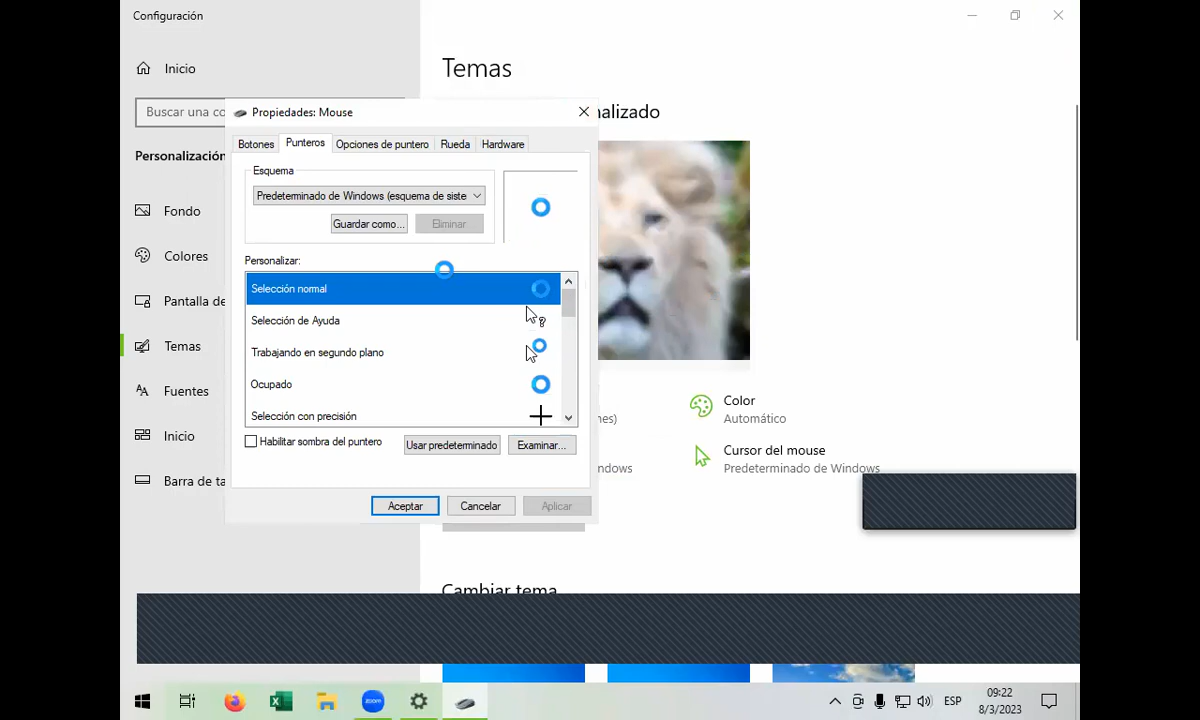 Configuración
Inicio
Temas
Buscar una co
Personalización
Fondo
Colores
Pantalla de
Temas
Fuentes
Inicio
Barra de ta
Propiedades: Mouse
nalizado
Botones
Punteros
Opciones de puntero
Rueda
Hardware
Esquema
Predeterminado de Windows (esquema de siste
Guardar como...
Eliminar
Personalizar:
Selección normal
Selección de Ayuda
Trabajando en segundo plano
Ocupado
Selección con precisión
Habilitar sombra del puntero
Usar predeterminado
Examinar...
Aceptar
Cancelar
Aplicar
nes)
Color
Automático
ndows
Cursor del mouse
Predeterminado de Windows
Cambiar tema
zoom
ESP
09:22
8/3/2023